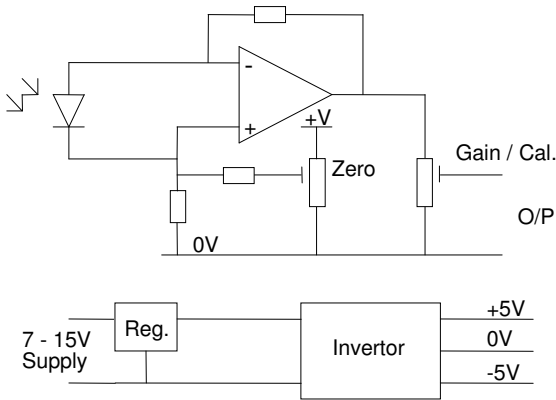 -
+
+V
Zero
Gain / Cal.
O/P
0V
7 - 15V
Supply
Reg.
Invertor
+5V
0V
-5V